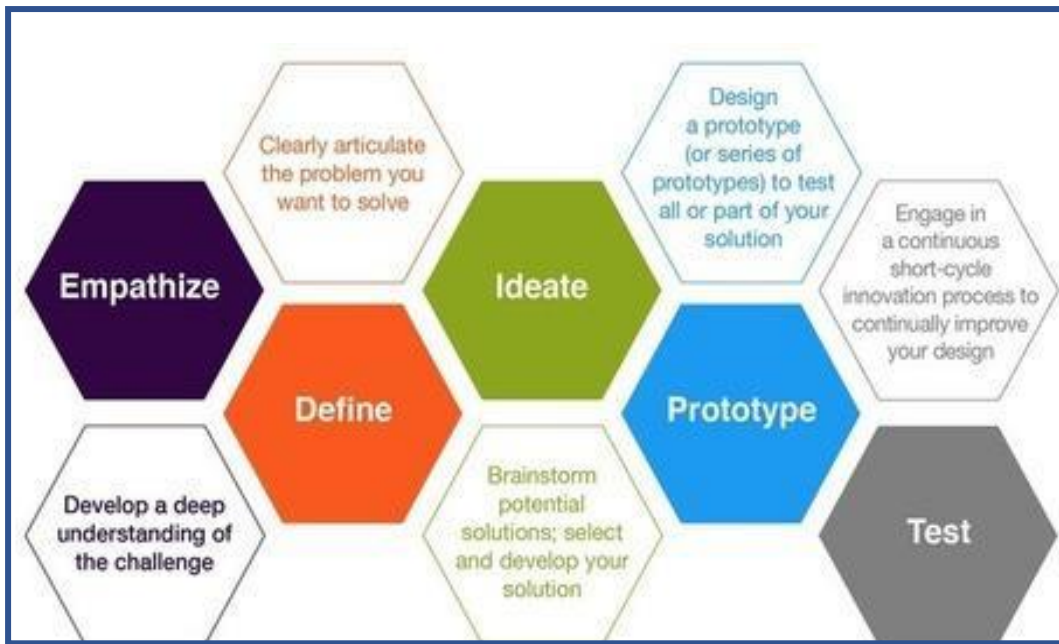 Empathize
Develop a deep
understanding of
the challenge
Clearly articulate
the problem you
want to solve
Define
Ideate
Brainstorm
potential
solutions; select
and develop your
solution
Design
a prototype
(or series of
prototypes) to test
all or part of your
solution
Prototype
Engage in
a continuous
short-cycle
innovation process to
continually improve
your design
Test